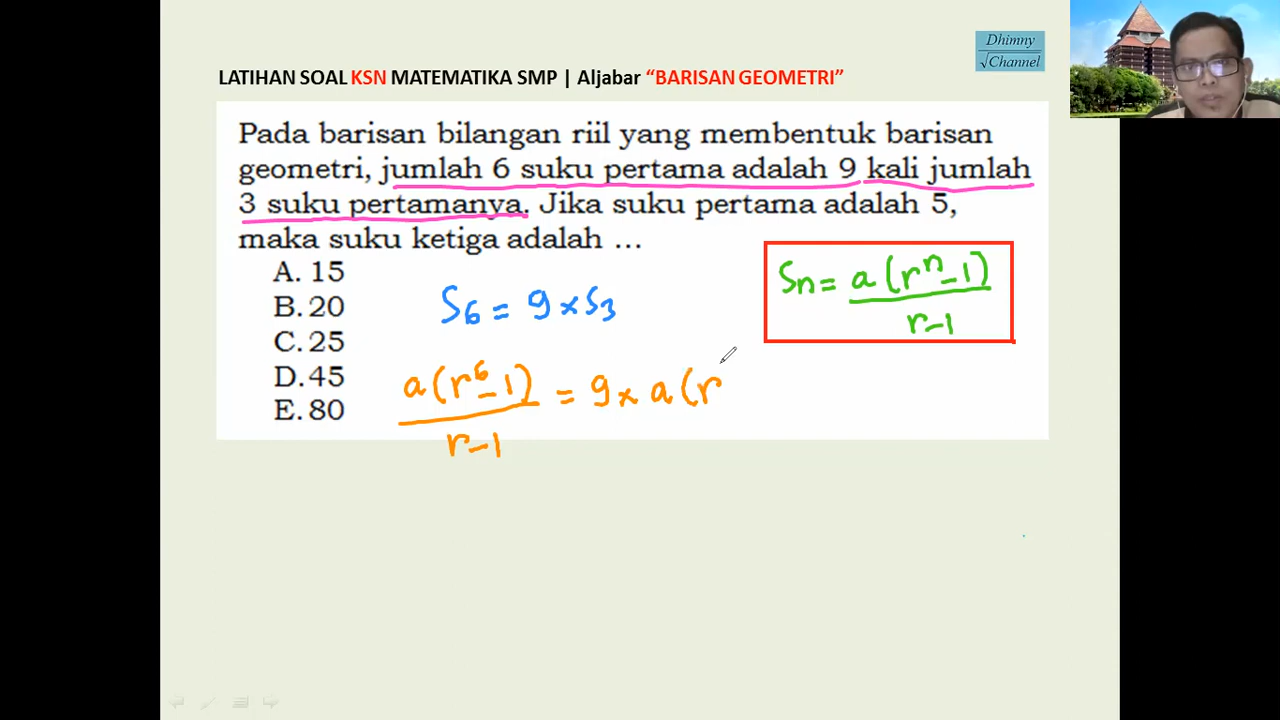 Dhimny
√Channel
LATIHAN SOAL KSN MATEMATIKA SMP | Aljabar “BARISAN GEOMETRI”
Pada barisan bilangan riil yang membentuk barisan
geometri, jumlah 6 suku pertama adalah 9 kali jumlah
3 suku pertamanya. Jika suku pertama adalah 5,
maka suku ketiga adalah ...
A. 15
B. 20
C. 25
D. 45
E. 80
Sn = a(r^n - 1)
r-1
S6 = 9 × S3
a(r^6 - 1) = 9 × a(r
r-1